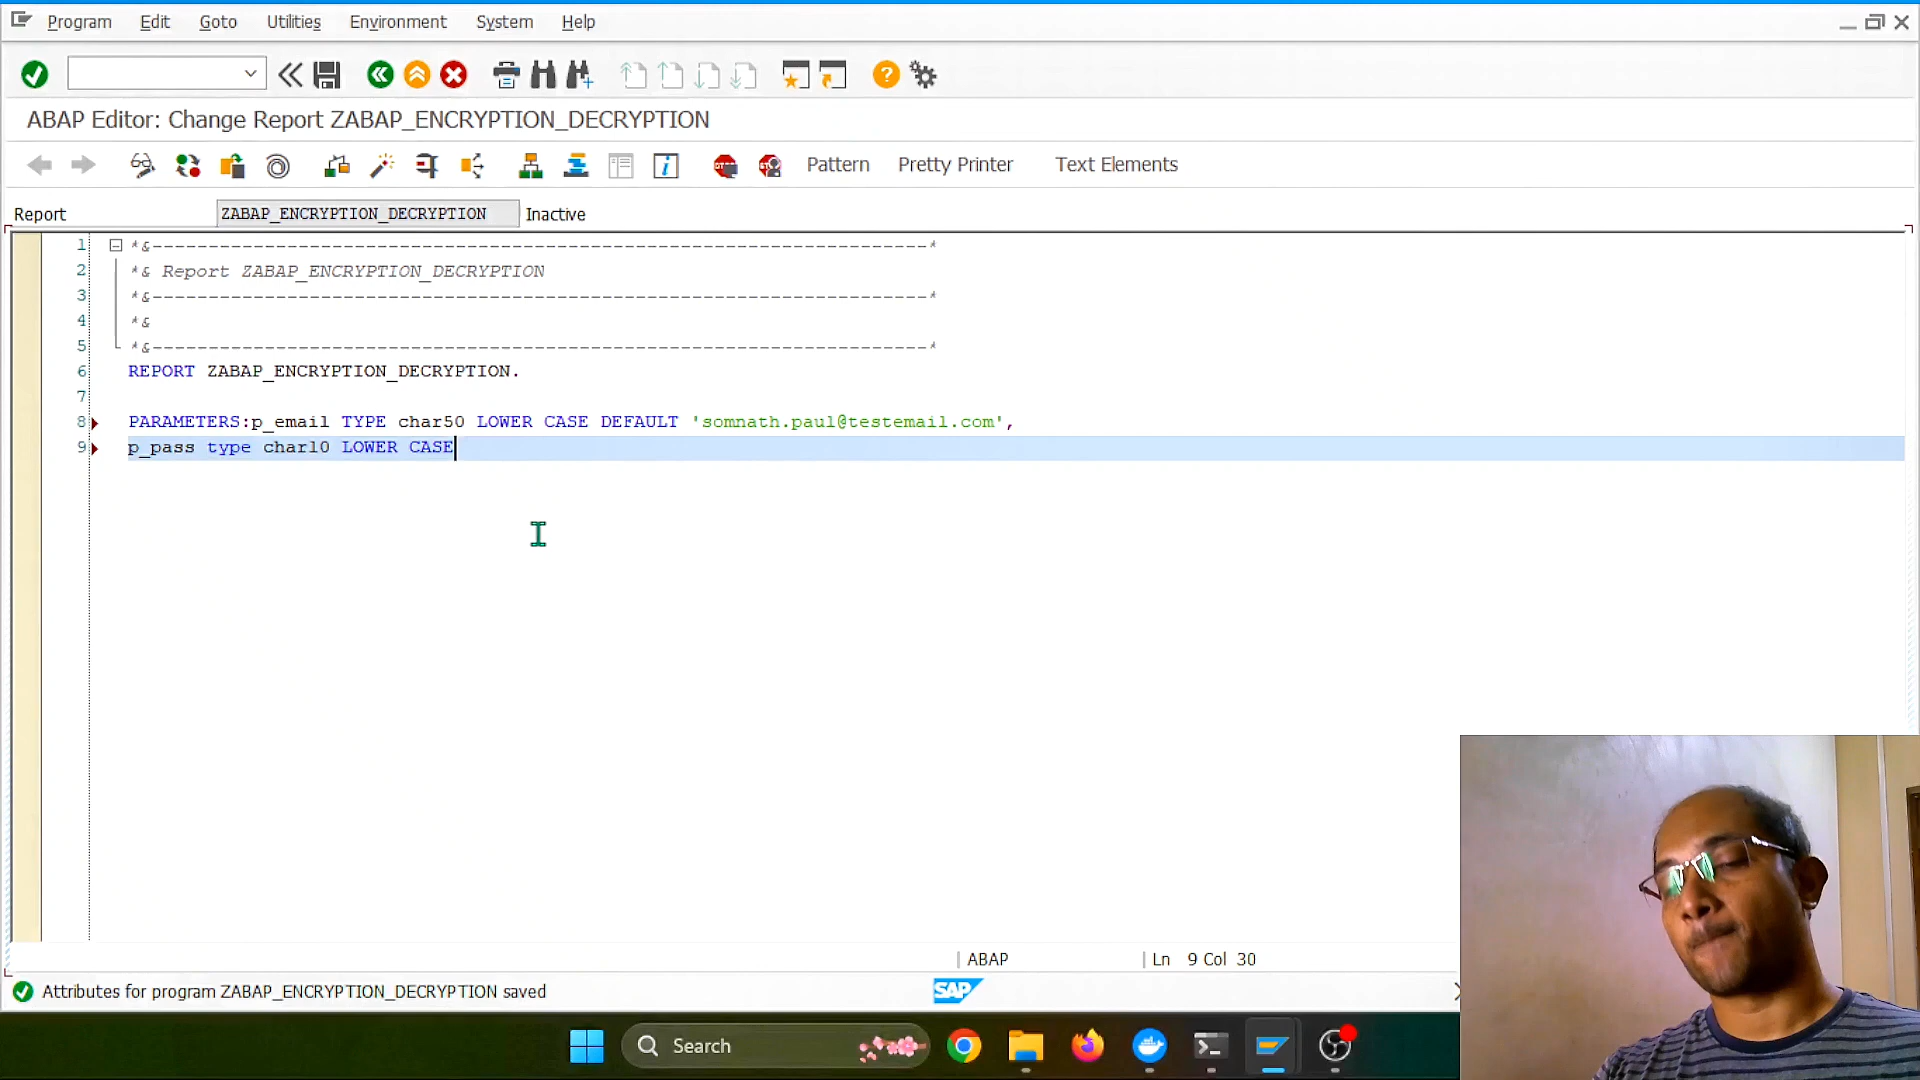 Program Edit Goto Utilities Environment System Help
ABAP Editor: Change Report ZABAP_ENCRYPTION_DECRYPTION
Pattern Pretty Printer Text Elements
Report ZABAP_ENCRYPTION_DECRYPTION Inactive
1 *&---------------------------------------------------------------------*
2 *& Report ZABAP_ENCRYPTION_DECRYPTION
3 *&---------------------------------------------------------------------*
4 *&
5 *&---------------------------------------------------------------------*
6 REPORT ZABAP_ENCRYPTION_DECRYPTION.
7
8 PARAMETERS:p_email TYPE char50 LOWER CASE DEFAULT 'somnath.paul@testemail.com',
9 p_pass type char10 LOWER CASE
ABAP Ln 9 Col 30
Attributes for program ZABAP_ENCRYPTION_DECRYPTION saved
SAP
Search